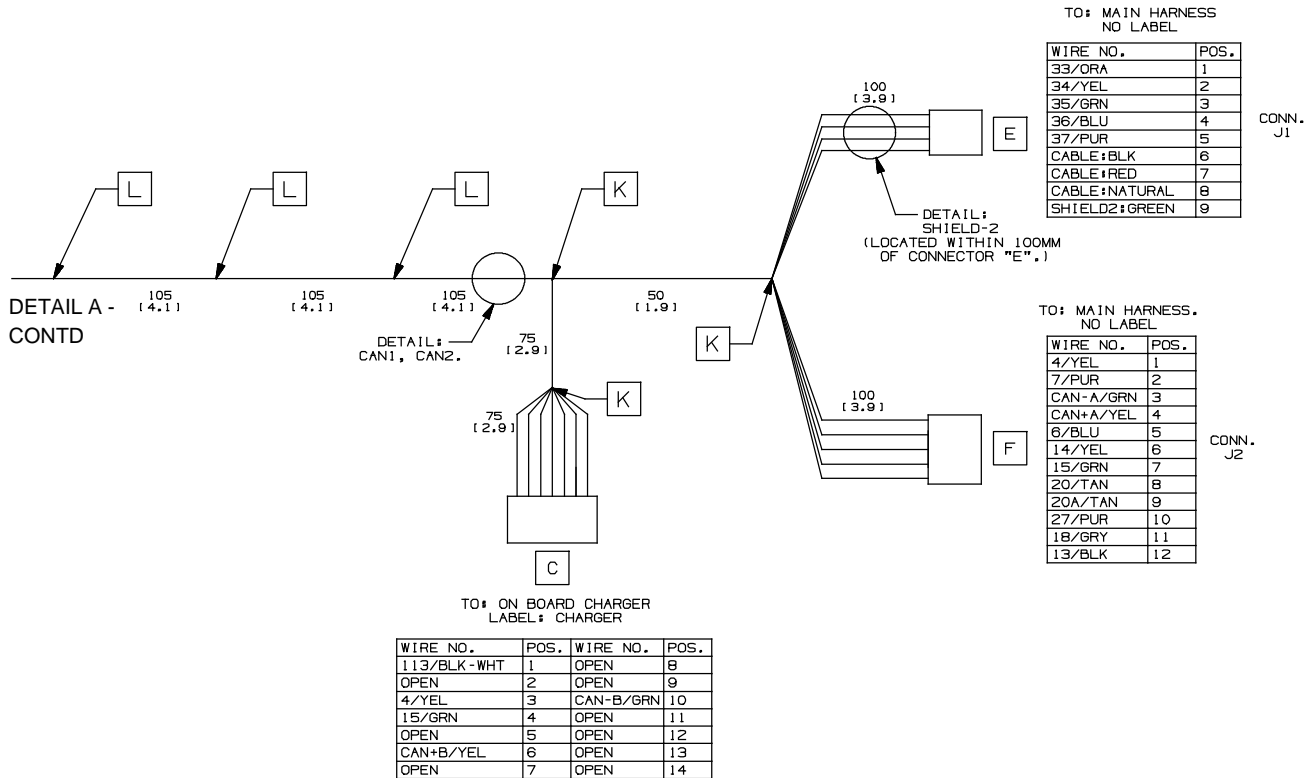 TO: MAIN HARNESS
NO LABEL
WIRE NO. POS.
33/ORA 1
34/YEL 2
35/GRN 3
36/BLU 4
37/PUR 5
CABLE:BLK 6
CABLE:RED 7
CABLE:NATURAL 8
SHIELD2:GREEN 9
CONN.
J1
100
[3.9]
E
DETAIL:
SHIELD-2
(LOCATED WITHIN 100MM
OF CONNECTOR "E".)
L
L
L
K
DETAIL A -
CONTD
105
[4.1]
105
[4.1]
105
[4.1]
50
[1.9]
DETAIL:
CAN1, CAN2.
75
[2.9]
K
K
75
[2.9]
TO: MAIN HARNESS.
NO LABEL
WIRE NO. POS.
4/YEL 1
7/PUR 2
CAN-A/GRN 3
CAN+A/YEL 4
6/BLU 5
14/YEL 6
15/GRN 7
20/TAN 8
20A/TAN 9
27/PUR 10
18/GRY 11
13/BLK 12
CONN.
J2
100
[3.9]
F
C
TO: ON BOARD CHARGER
LABEL: CHARGER
WIRE NO. POS. WIRE NO. POS.
113/BLK-WHT 1 OPEN 8
OPEN 2 OPEN 9
4/YEL 3 CAN-B/GRN 10
15/GRN 4 OPEN 11
OPEN 5 OPEN 12
CAN+B/YEL 6 OPEN 13
OPEN 7 OPEN 14